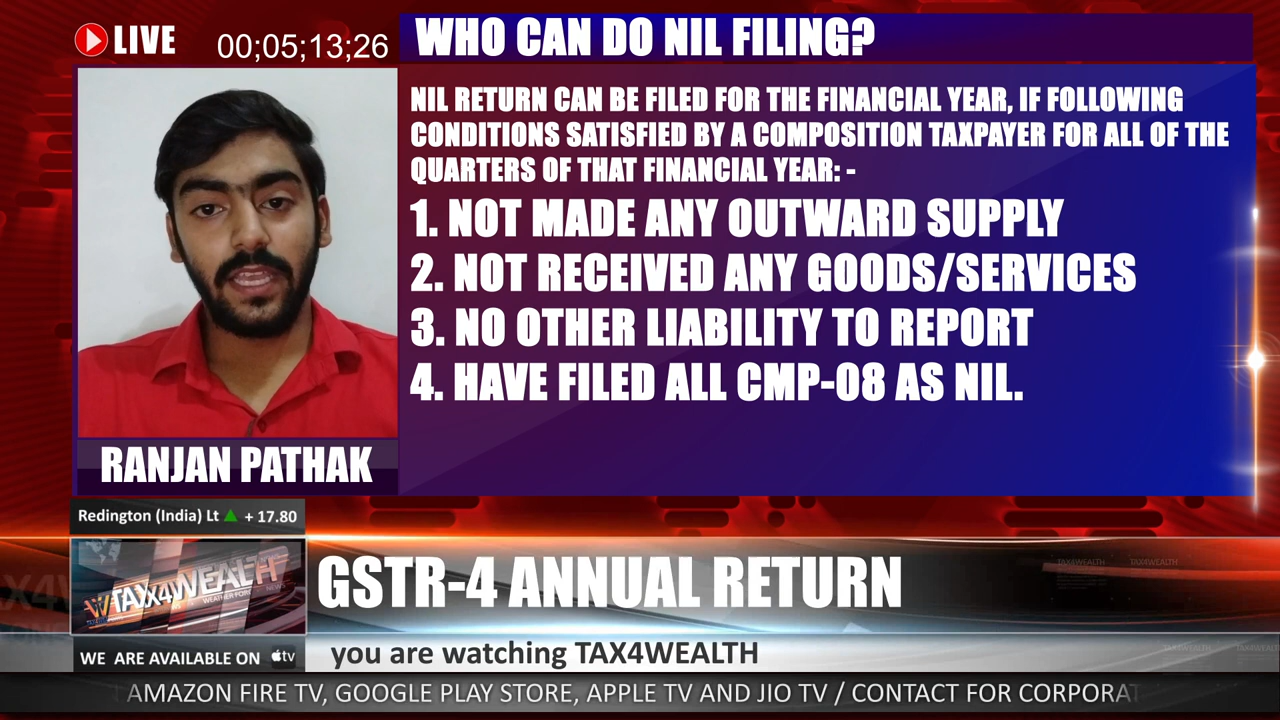 LIVE
00;05;13;26
WHO CAN DO NIL FILING?
NIL RETURN CAN BE FILED FOR THE FINANCIAL YEAR, IF FOLLOWING
CONDITIONS SATISFIED BY A COMPOSITION TAXPAYER FOR ALL OF THE
QUARTERS OF THAT FINANCIAL YEAR: -
1. NOT MADE ANY OUTWARD SUPPLY
2. NOT RECEIVED ANY GOODS/SERVICES
3. NO OTHER LIABILITY TO REPORT
4. HAVE FILED ALL CMP-08 AS NIL.
RANJAN PATHAK
Redington (India) Lt ▲ + 17.80
TAX4WEALTH
GSTR-4 ANNUAL RETURN
TAX4WEALTH TAX4WEALTH
WE ARE AVAILABLE ON tv
you are watching TAX4WEALTH
AMAZON FIRE TV, GOOGLE PLAY STORE, APPLE TV AND JIO TV / CONTACT FOR CORPORAT